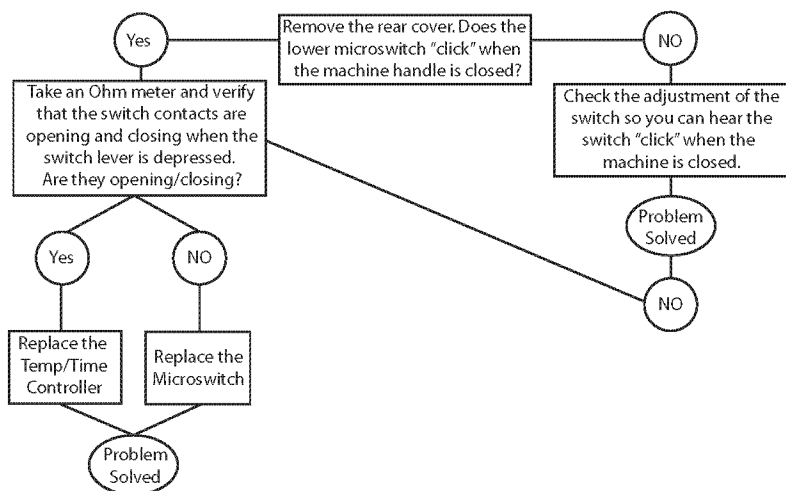 Yes
Remove the rear cover. Does the
lower microswitch "click" when
the machine handle is closed?
NO
Take an Ohm meter and verify
that the switch contacts are
opening and closing when the
switch lever is depressed.
Are they opening/closing?
Check the adjustment of the
switch so you can hear the
switch "click" when the
machine is closed.
Problem
Solved
Yes
NO
NO
Replace the
Temp/Time
Controller
Replace the
Microswitch
Problem
Solved